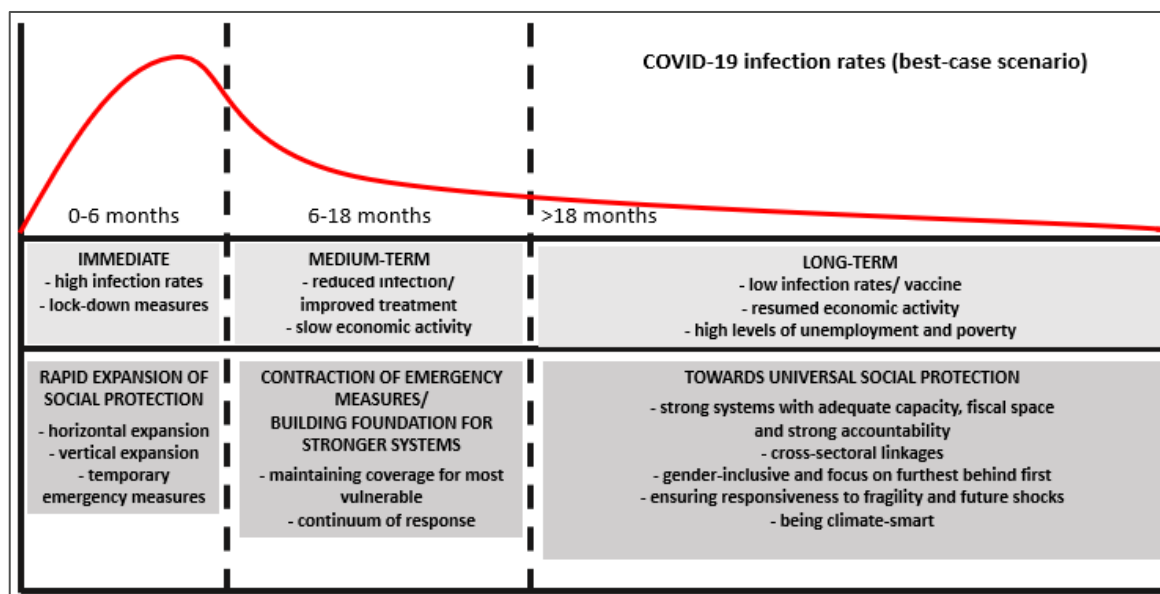 COVID-19 infection rates (best-case scenario)
0-6 months
6-18 months
>18 months
IMMEDIATE
- high infection rates
- lock-down measures
MEDIUM-TERM
- reduced infection/
improved treatment
- slow economic activity
LONG-TERM
- low infection rates/ vaccine
- resumed economic activity
- high levels of unemployment and poverty
RAPID EXPANSION OF
SOCIAL PROTECTION
- horizontal expansion
- vertical expansion
- temporary
emergency measures
CONTRACTION OF EMERGENCY
MEASURES/
BUILDING FOUNDATION FOR
STRONGER SYSTEMS
- maintaining coverage for most
vulnerable
- continuum of response
TOWARDS UNIVERSAL SOCIAL PROTECTION
- strong systems with adequate capacity, fiscal space
and strong accountability
- cross-sectoral linkages
- gender-inclusive and focus on furthest behind first
- ensuring responsiveness to fragility and future shocks
- being climate-smart